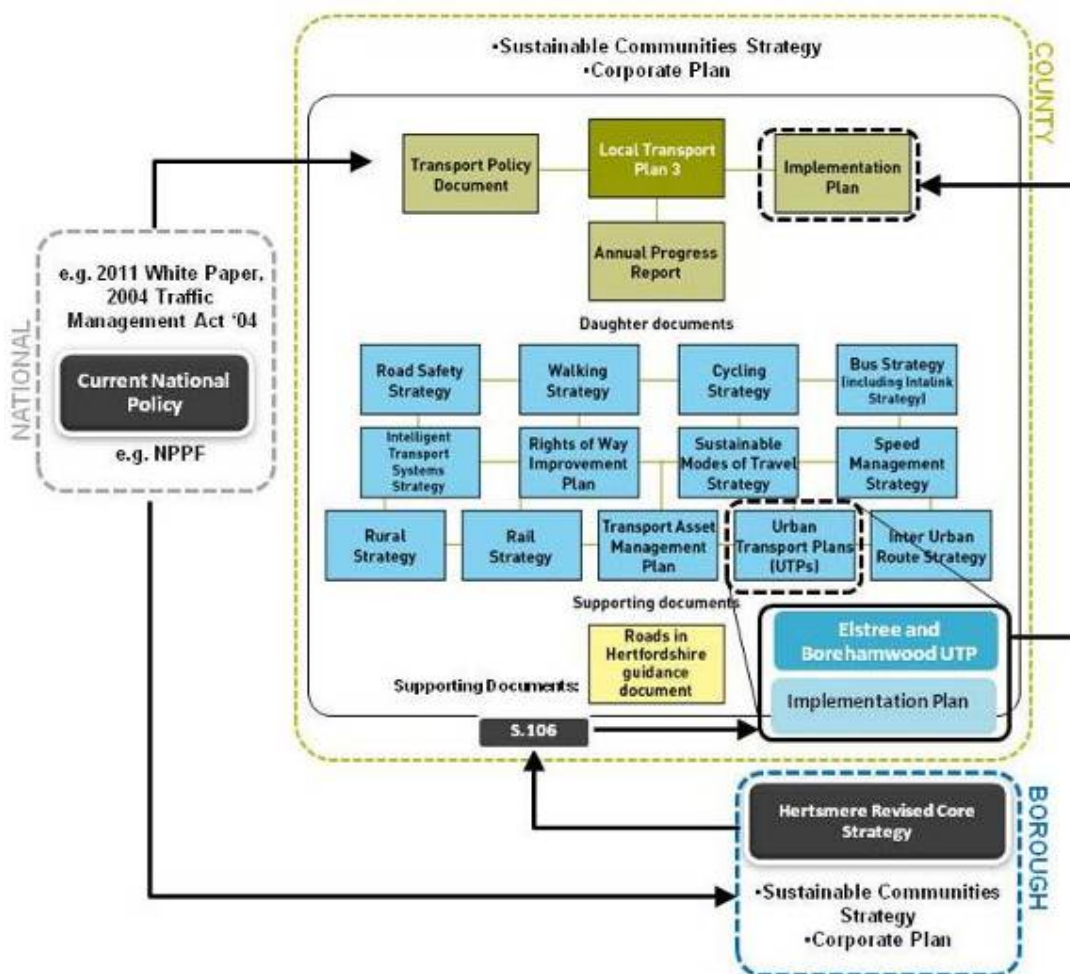 •Sustainable Communities Strategy
•Corporate Plan
COUNTY
Transport Policy
Document
Local Transport
Plan 3
Implementation
Plan
Annual Progress
Report
NATIONAL
e.g. 2011 White Paper,
2004 Traffic
Management Act ‘04
Current National
Policy
e.g. NPPF
Daughter documents
Road Safety
Strategy
Walking
Strategy
Cycling
Strategy
Bus Strategy
(including Intalink
Strategy)
Intelligent
Transport
Systems
Strategy
Rights of Way
Improvement
Plan
Sustainable
Modes of Travel
Strategy
Speed
Management
Strategy
Rural
Strategy
Rail
Strategy
Transport Asset
Management
Plan
Urban
Transport Plans
(UTPs)
Inter Urban
Route Strategy
Supporting documents
Roads in
Hertfordshire
guidance
document
Supporting Documents:
Elstree and
Borehamwood UTP
Implementation Plan
S.106
BOROUGH
Hertsmere Revised Core
Strategy
•Sustainable Communities
Strategy
•Corporate Plan